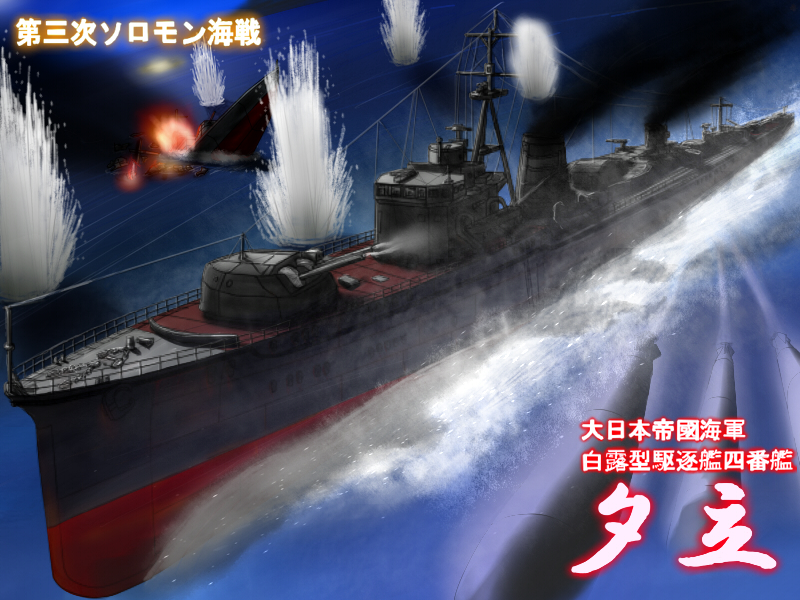 第三次ソロモン海戦
大日本帝國海軍
白露型駆逐艦四番艦
夕立